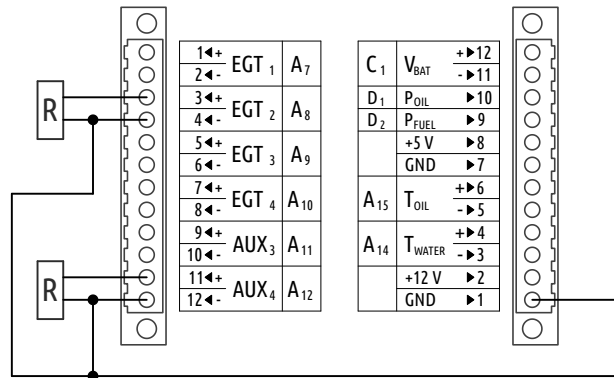 1◄+ EGT 1 A7
2◄-
3◄+ EGT 2 A8
4◄-
5◄+ EGT 3 A9
6◄-
7◄+ EGT 4 A10
8◄-
9◄+ AUX3 A11
10◄-
11◄+ AUX4 A12
12◄-
R
R
C1 VBAT +►12
-►11
D1 POIL ►10
D2 PFUEL ►9
+5 V ►8
GND ►7
A15 TOIL +►6
-►5
A14 TWATER +►4
-►3
+12 V ►2
GND ►1